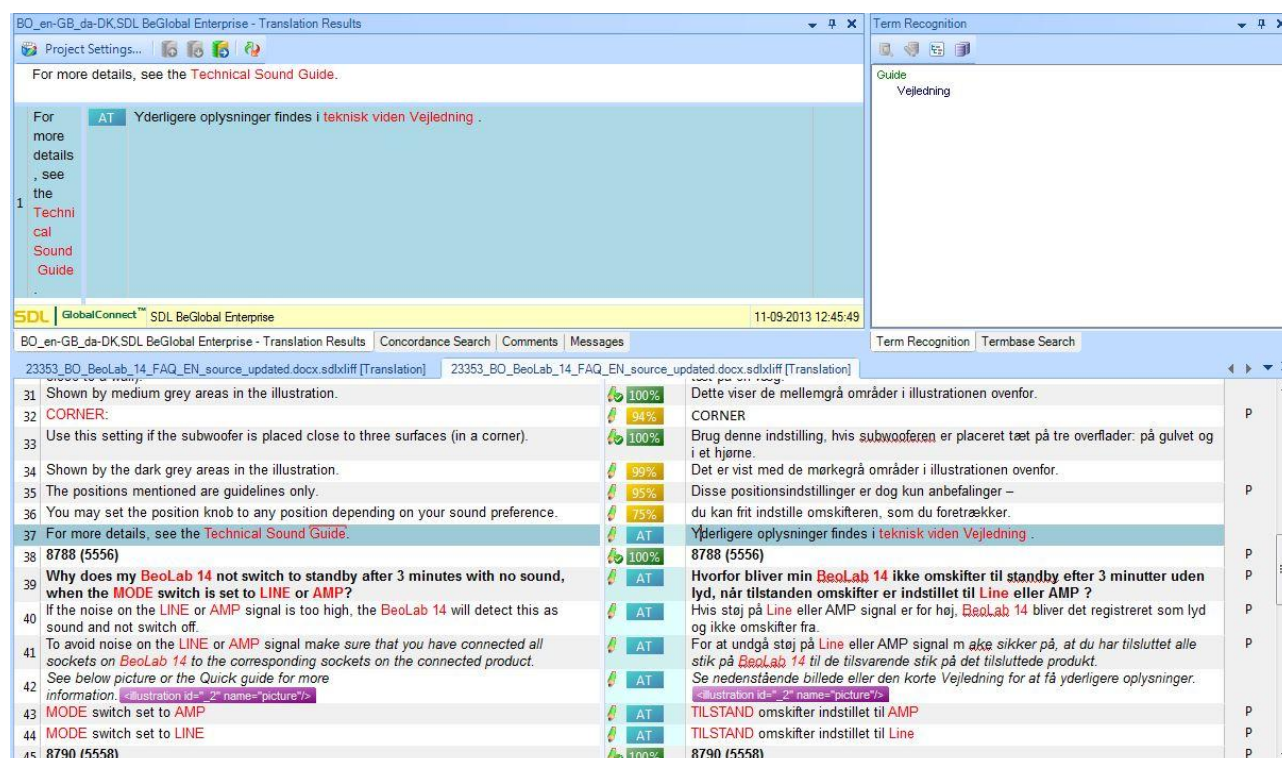 BO_en-GB_da-DK,SDL BeGlobal Enterprise - Translation Results
Project Settings...
For more details, see the Technical Sound Guide.
1
For
more
details
, see
the
Techni
cal
Sound
Guide
.
AT
Yderligere oplysninger findes i teknisk viden Vejledning .
SDL GlobalConnect™ SDL BeGlobal Enterprise 11-09-2013 12:45:49
BO_en-GB_da-DK,SDL BeGlobal Enterprise - Translation Results Concordance Search Comments Messages
Term Recognition
Guide
Vejledning
Term Recognition Termbase Search
23353_BO_BeoLab_14_FAQ_EN_source_updated.docx.sdlxliff [Translation] 23353_BO_BeoLab_14_FAQ_EN_source_updated.docx.sdlxliff [Translation]
31 Shown by medium grey areas in the illustration. 100% Dette viser de mellemgrå områder i illustrationen ovenfor.
32 CORNER: 94% CORNER P
33 Use this setting if the subwoofer is placed close to three surfaces (in a corner). 100% Brug denne indstilling, hvis subwooferen er placeret tæt på tre overflader: på gulvet og
i et hjørne.
34 Shown by the dark grey areas in the illustration. 99% Det er vist med de mørkegrå områder i illustrationen ovenfor.
35 The positions mentioned are guidelines only. 95% Disse positionsindstillinger er dog kun anbefalinger – P
36 You may set the position knob to any position depending on your sound preference. 75% du kan frit indstille omskifteren, som du foretrækker.
37 For more details, see the Technical Sound Guide. AT Yderligere oplysninger findes i teknisk viden Vejledning .
38 8788 (5556) 100% 8788 (5556) P
39 Why does my BeoLab 14 not switch to standby after 3 minutes with no sound, AT Hvorfor bliver min BeoLab 14 ikke omskifter til standby efter 3 minutter uden P
when the MODE switch is set to LINE or AMP? lyd, når tilstanden omskifter er indstillet til Line eller AMP ?
40 If the noise on the LINE or AMP signal is too high, the BeoLab 14 will detect this as AT Hvis støj på Line eller AMP signal er for høj, BeoLab 14 bliver det registreret som lyd P
sound and not switch off. og ikke omskifter fra.
41 To avoid noise on the LINE or AMP signal make sure that you have connected all AT For at undgå støj på Line eller AMP signal m ake sikker på, at du har tilsluttet alle P
sockets on BeoLab 14 to the corresponding sockets on the connected product. stik på BeoLab 14 til de tilsvarende stik på det tilsluttede produkt.
42 See below picture or the Quick guide for more AT Se nedenstående billede eller den korte Vejledning for at få yderligere oplysninger.
information. <illustration id="_2" name="picture"/> <illustration id="_2" name="picture"/>
43 MODE switch set to AMP AT TILSTAND omskifter indstillet til AMP P
44 MODE switch set to LINE AT TILSTAND omskifter indstillet til Line P
45 8790 (5558) 100% 8790 (5558) P